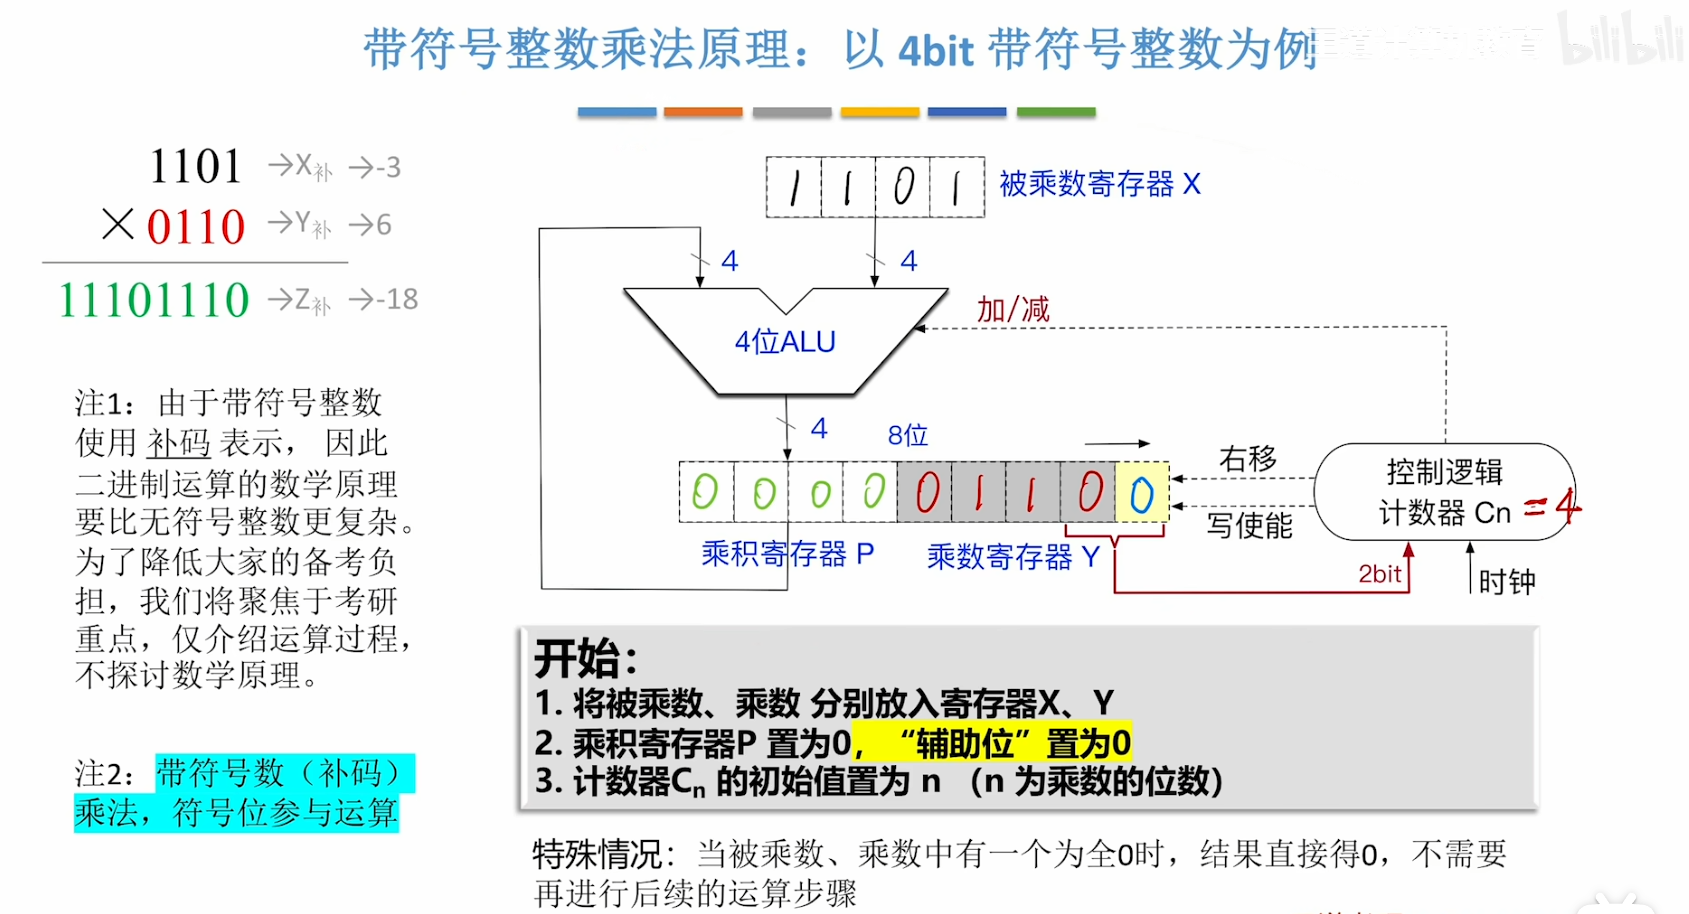 带符号整数乘法原理：以 4bit 带符号整数为例
bilibili
1101 →X补 →-3
×0110 →Y补 →6
11101110 →Z补 →-18
注1：由于带符号整数
使用 补码 表示， 因此
二进制运算的数学原理
要比无符号整数更复杂。
为了降低大家的备考负
担，我们将聚焦于考研
重点，仅介绍运算过程，
不探讨数学原理。
注2：带符号数（补码）
乘法，符号位参与运算
1 1 0 1 被乘数寄存器 X
4 4
加/减
4位ALU
4
8位
0 0 0 0 0 1 1 0 0
右移
写使能
控制逻辑
计数器 Cn =4
乘积寄存器 P
乘数寄存器 Y
2bit
时钟
开始：
1. 将被乘数、乘数 分别放入寄存器X、Y
2. 乘积寄存器P 置为0，“辅助位”置为0
3. 计数器Cn 的初始值置为 n （n 为乘数的位数）
特殊情况：当被乘数、乘数中有一个为全0时，结果直接得0，不需要
再进行后续的运算步骤